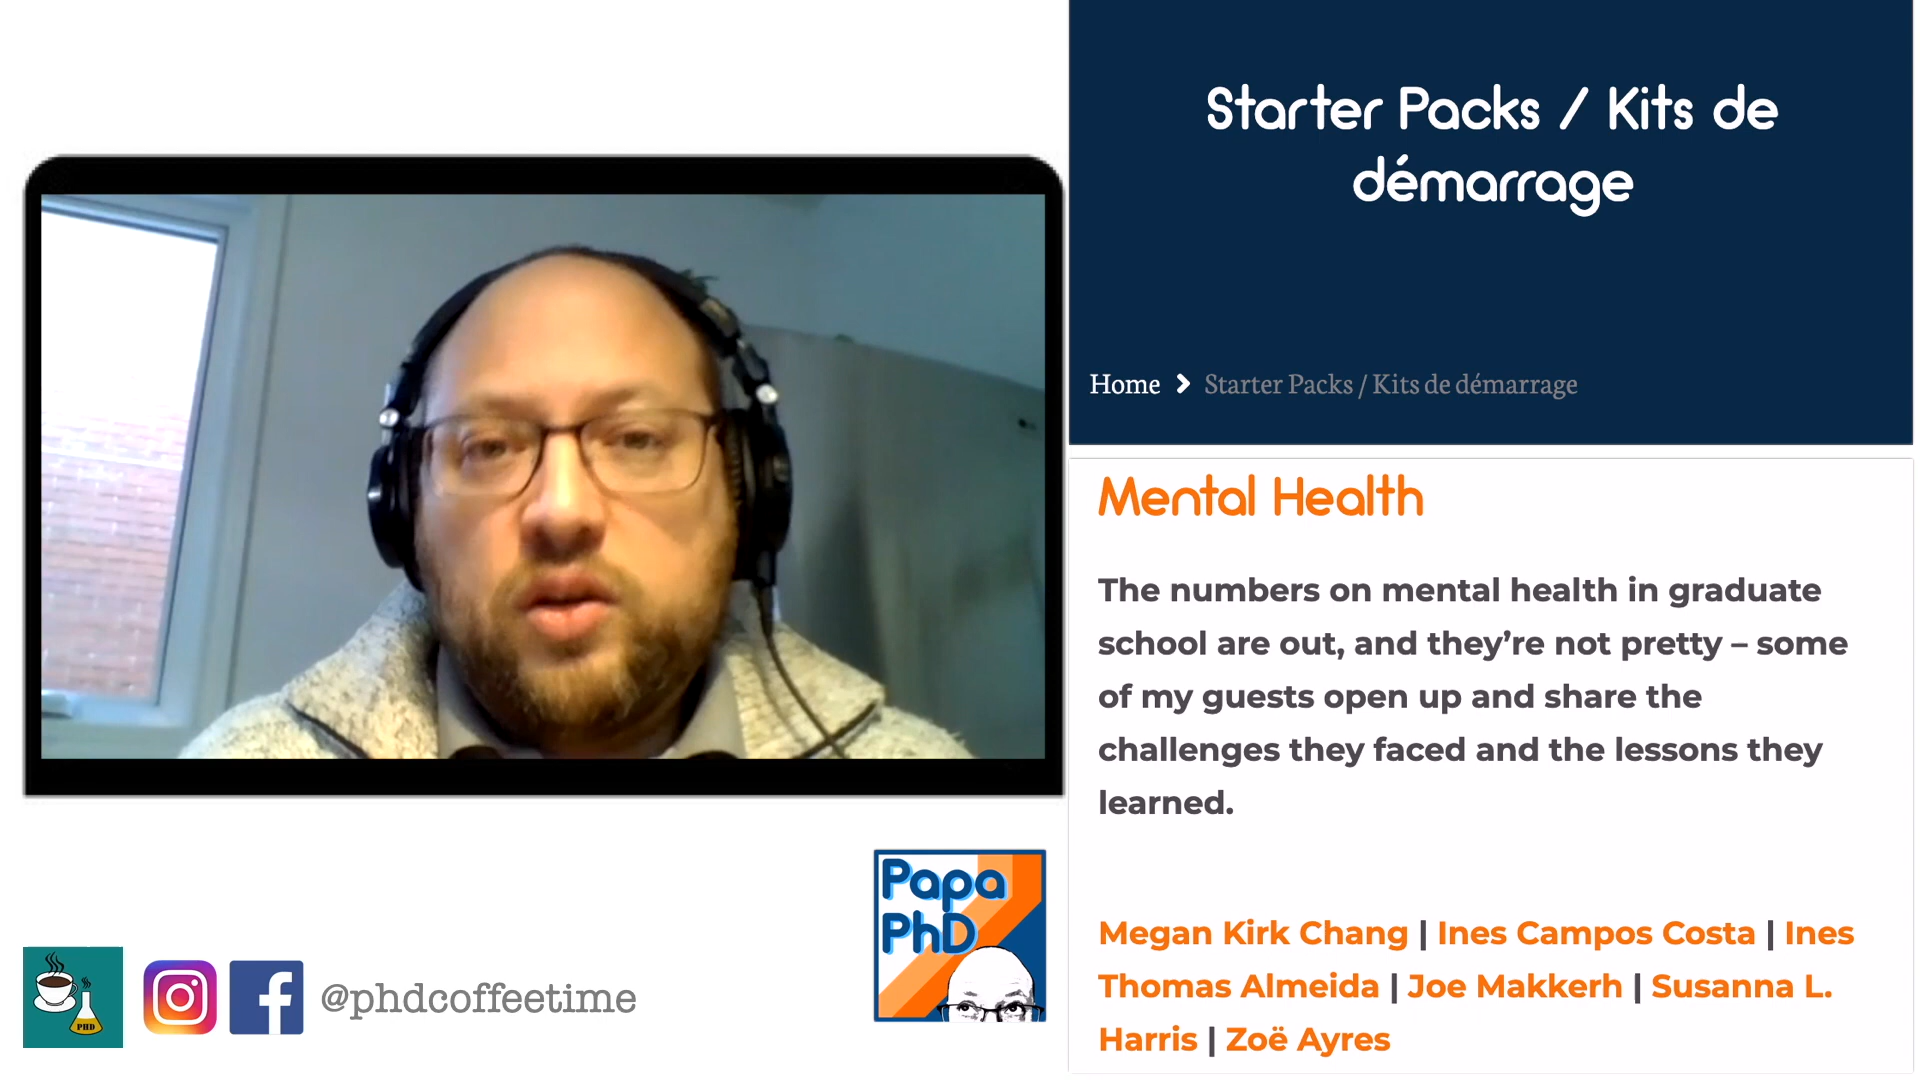 Starter Packs / Kits de
démarrage
Home > Starter Packs / Kits de démarrage
Mental Health
The numbers on mental health in graduate
school are out, and they’re not pretty – some
of my guests open up and share the
challenges they faced and the lessons they
learned.
Megan Kirk Chang | Ines Campos Costa | Ines
Thomas Almeida | Joe Makkerh | Susanna L.
Harris | Zoë Ayres
Papa
PhD
PHD
@phdcoffeetime